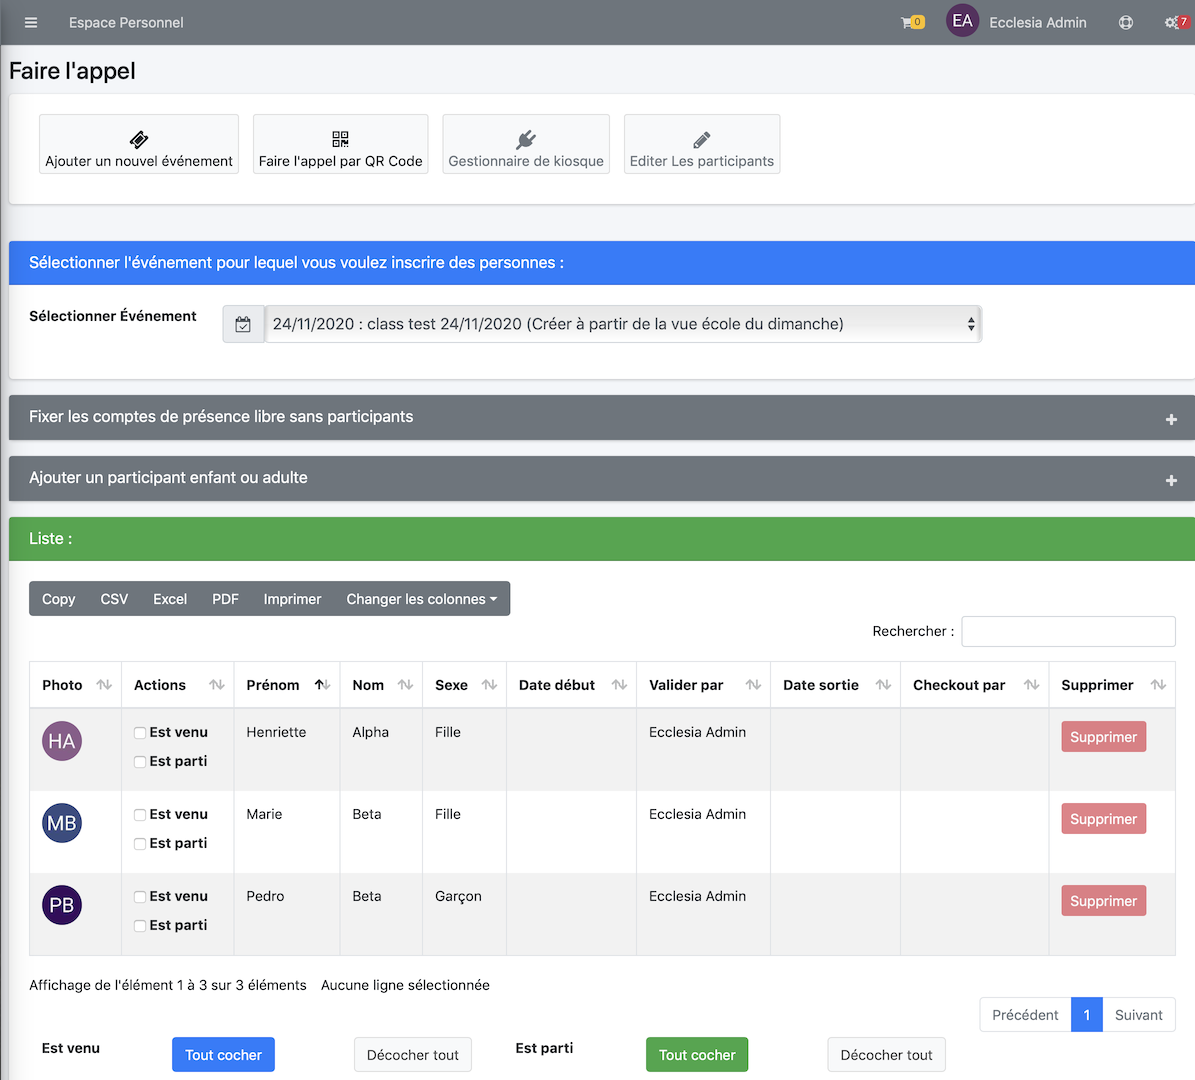 Espace Personnel
0
EA
Ecclesia Admin
7
Faire l'appel
Ajouter un nouvel événement
Faire l'appel par QR Code
Gestionnaire de kiosque
Editer Les participants
Sélectionner l'événement pour lequel vous voulez inscrire des personnes :
Sélectionner Événement
24/11/2020 : class test 24/11/2020 (Créer à partir de la vue école du dimanche)
Fixer les comptes de présence libre sans participants
Ajouter un participant enfant ou adulte
Liste :
Copy CSV Excel PDF Imprimer Changer les colonnes
Rechercher :
Photo Actions Prénom Nom Sexe Date début Valider par Date sortie Checkout par Supprimer
HA Est venu Henriette Alpha Fille Ecclesia Admin Supprimer
Est parti
MB Est venu Marie Beta Fille Ecclesia Admin Supprimer
Est parti
PB Est venu Pedro Beta Garçon Ecclesia Admin Supprimer
Est parti
Affichage de l'élément 1 à 3 sur 3 éléments Aucune ligne sélectionnée
Précédent 1 Suivant
Est venu Tout cocher Décocher tout Est parti Tout cocher Décocher tout